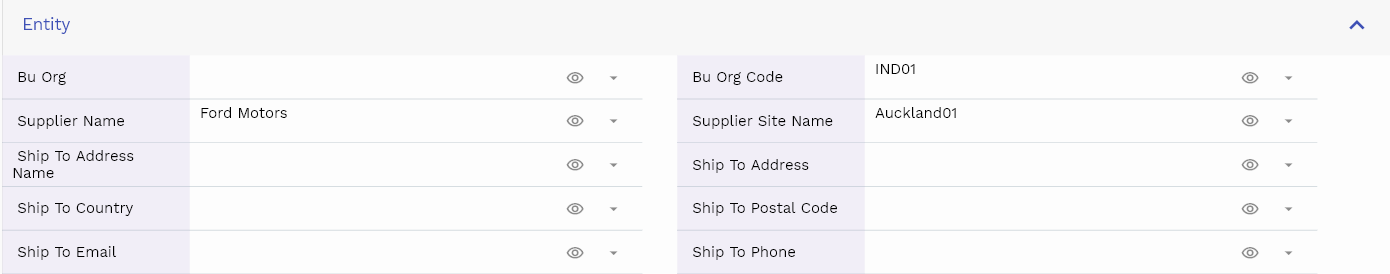 Entity
Bu Org
Bu Org Code IND01
Supplier Name Ford Motors
Supplier Site Name Auckland01
Ship To Address
Name
Ship To Address
Ship To Country
Ship To Postal Code
Ship To Email
Ship To Phone